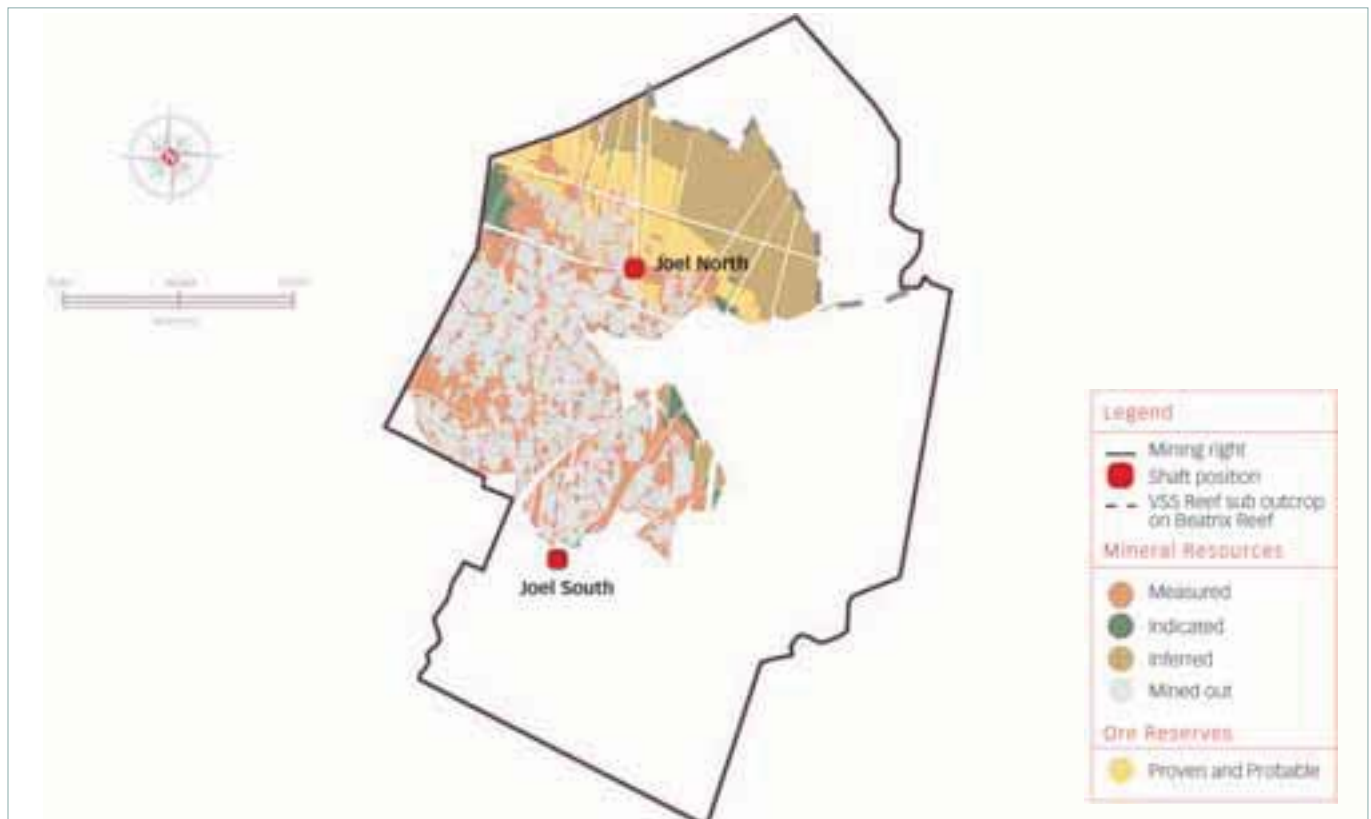 N
Joel North
Joel South
Legend
Mining right
Shaft position
VSS Reef sub outcrop
on Beatrix Reef
Mineral Resources
Measured
Indicated
Inferred
Mined out
Ore Reserves
Proven and Probable